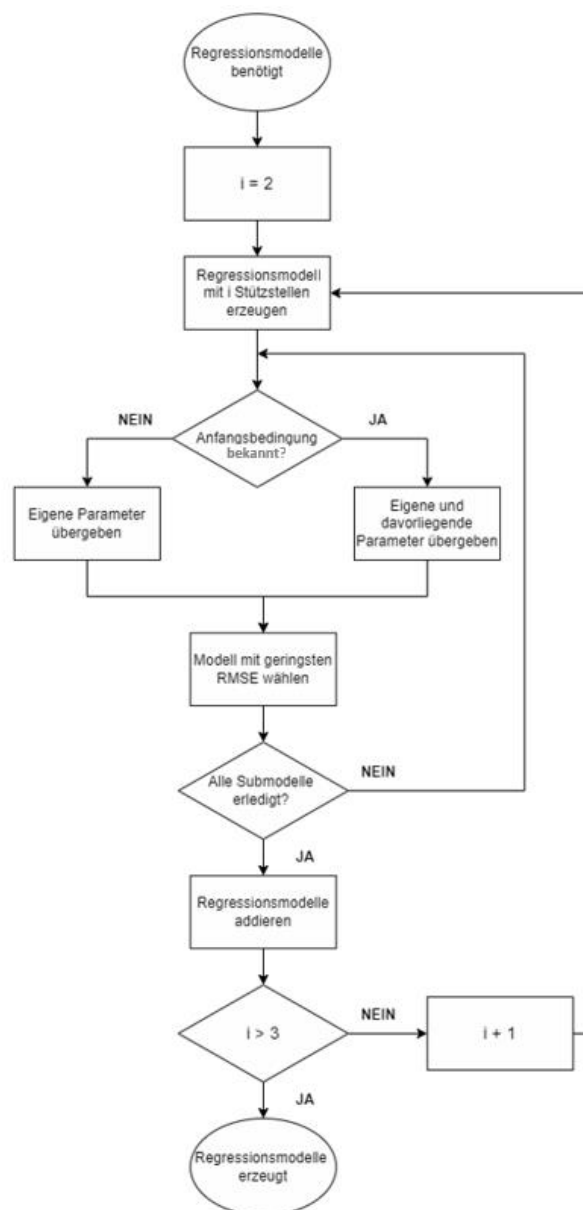 Regressionsmodelle
benötigt
i = 2
Regressionsmodell
mit i Stützstellen
erzeugen
NEIN
Anfangsbedingung
bekannt?
JA
Eigene Parameter
übergeben
Eigene und
davorliegende
Parameter übergeben
Modell mit geringsten
RMSE wählen
Alle Submodelle
erledigt?
NEIN
JA
Regressionsmodelle
addieren
i > 3
NEIN
i + 1
JA
Regressionsmodelle
erzeugt